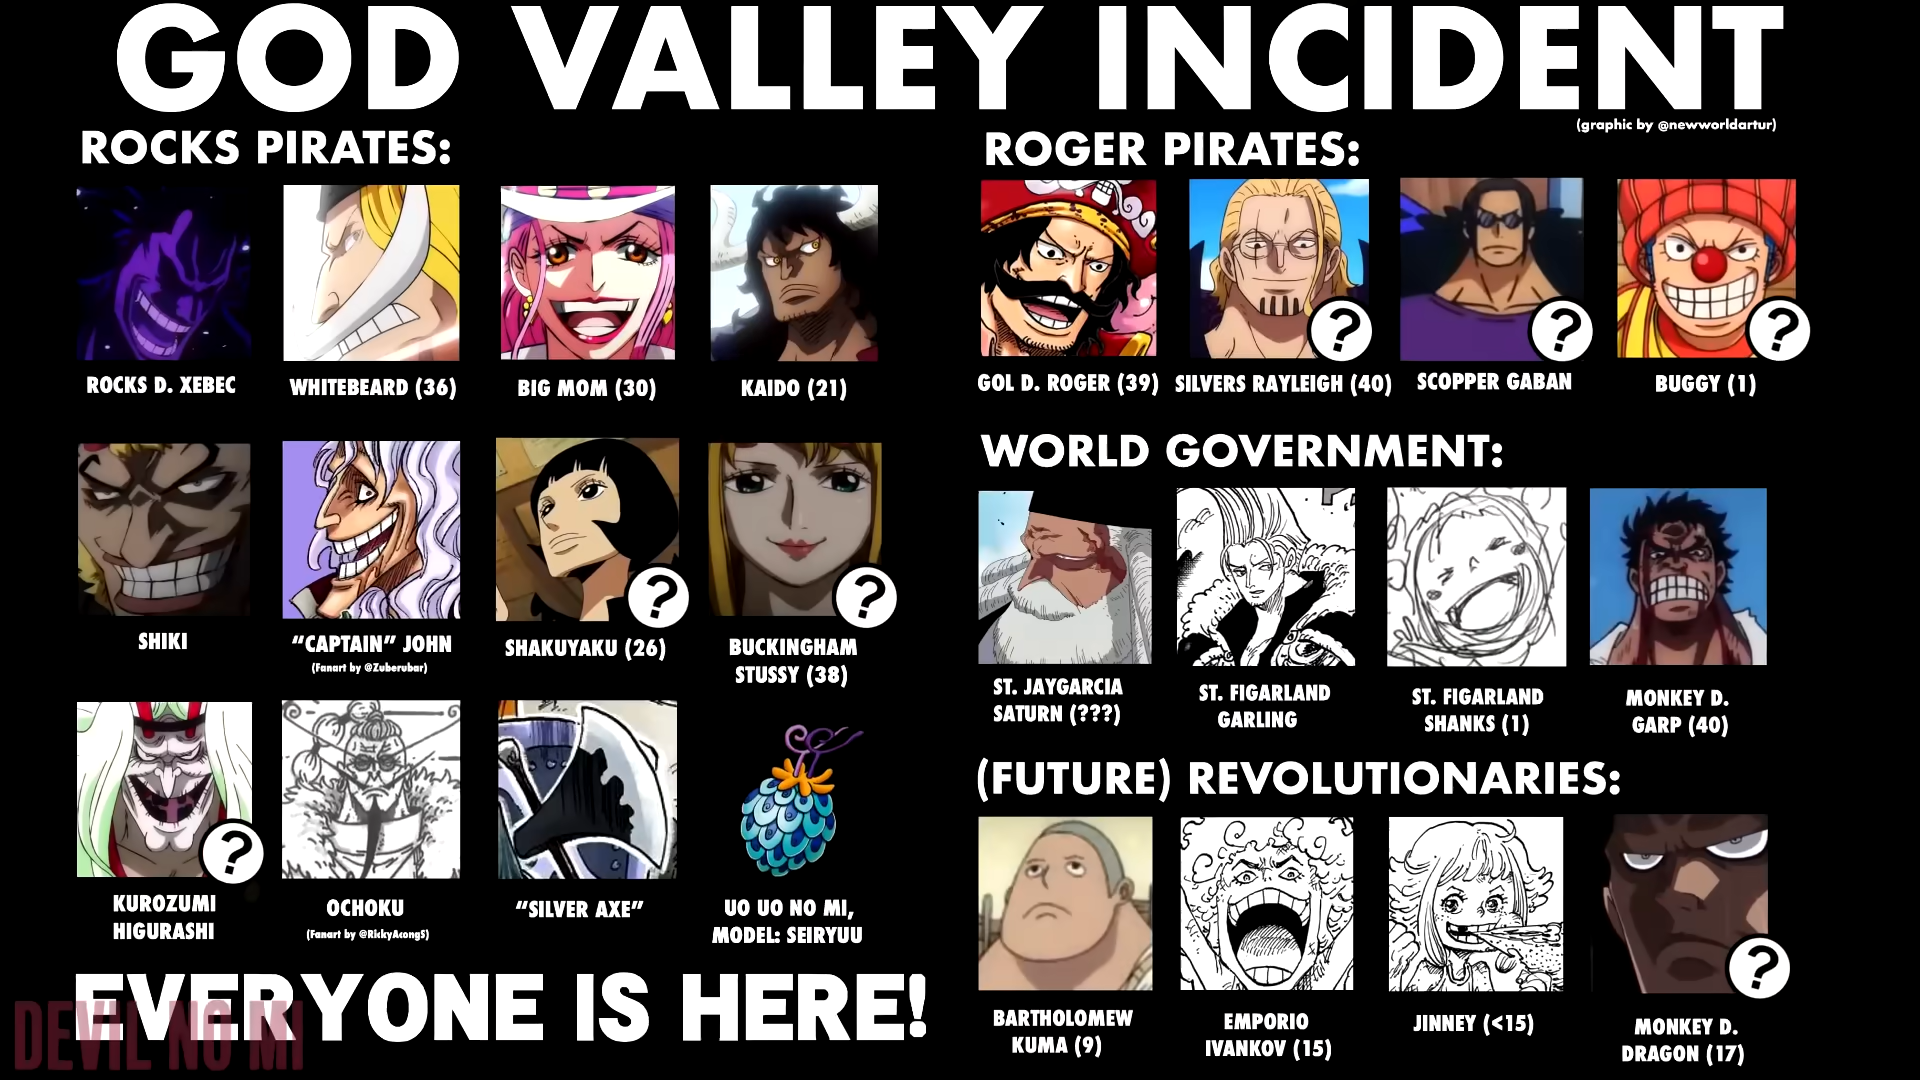 GOD VALLEY INCIDENT
(graphic by @newworldartur)
ROCKS PIRATES:
ROCKS D. XEBEC
WHITEBEARD (36)
BIG MOM (30)
KAIDO (21)
SHIKI
“CAPTAIN” JOHN
(Fanart by @Zuberubar)
?
SHAKUYAKU (26)
?
BUCKINGHAM
STUSSY (38)
?
KUROZUMI
HIGURASHI
OCHOKU
(Fanart by @RickyAcong5)
“SILVER AXE”
UO UO NO MI,
MODEL: SEIRYUU
EVERYONE IS HERE!
DEVIL NO MI
ROGER PIRATES:
GOL D. ROGER (39)
?
SILVERS RAYLEIGH (40)
?
SCOPPER GABAN
?
BUGGY (1)
WORLD GOVERNMENT:
ST. JAYGARCIA
SATURN (???)
ST. FIGARLAND
GARLING
ST. FIGARLAND
SHANKS (1)
MONKEY D.
GARP (40)
(FUTURE) REVOLUTIONARIES:
BARTHOLOMEW
KUMA (9)
EMPORIO
IVANKOV (15)
JINNEY (<15)
?
MONKEY D.
DRAGON (17)